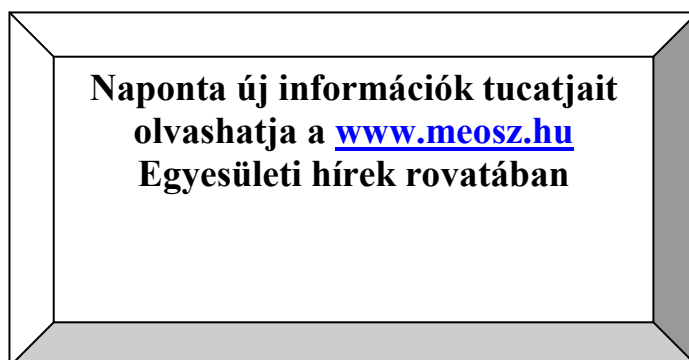 Naponta új információk tucatjait
olvashatja a www.meosz.hu
Egyesületi hírek rovatában